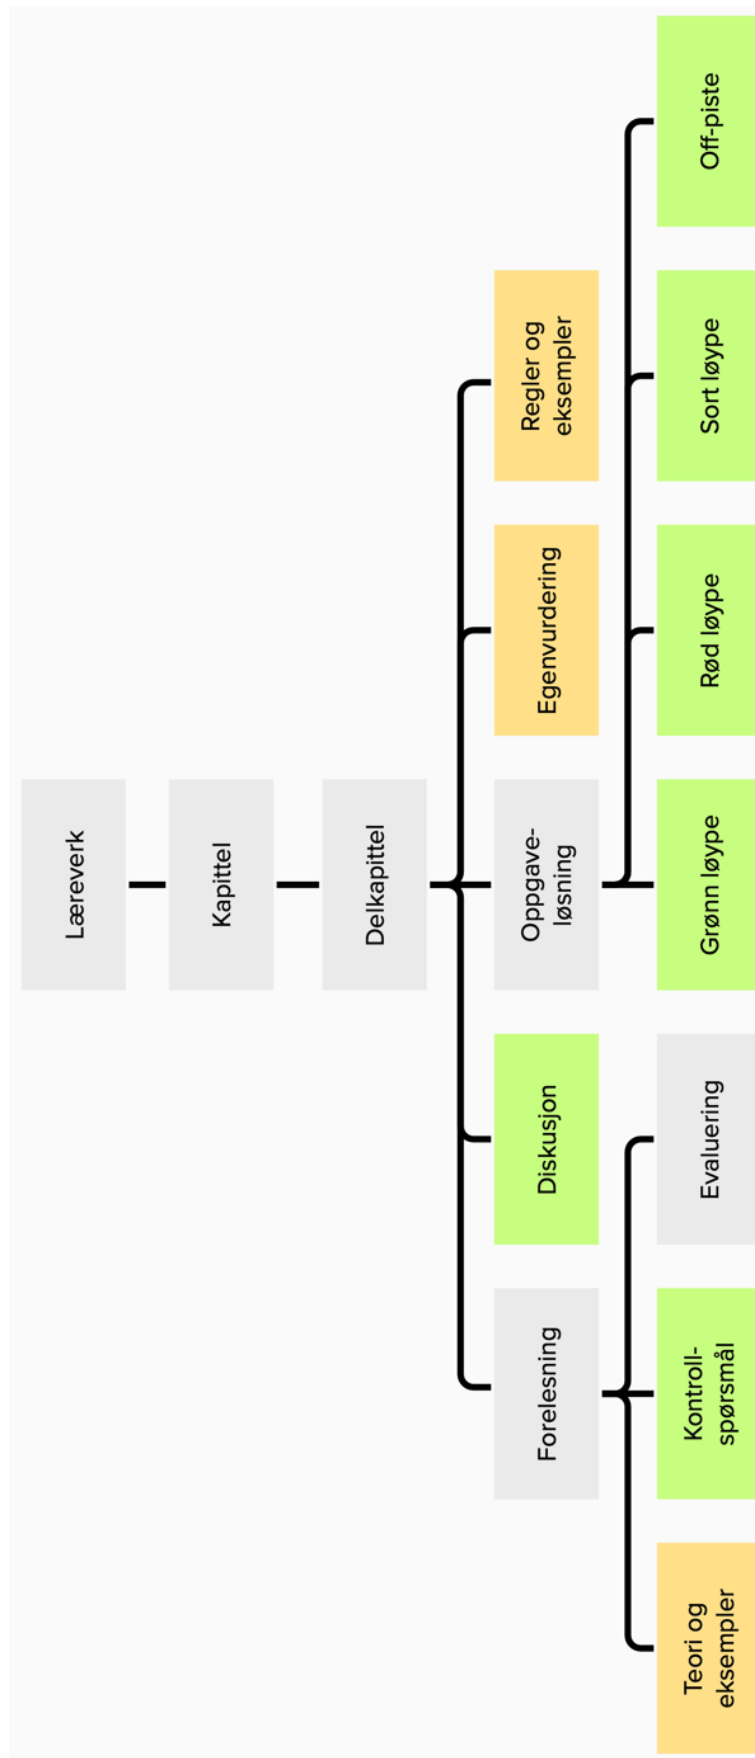 Læreverk
Kapittel
Delkapittel
Forelesning
Diskusjon
Oppgave-
løsning
Egenvurdering
Regler og
eksempler
Teori og
eksempler
Kontroll-
spørsmål
Evaluering
Grønn løype
Rød løype
Sort løype
Off-piste